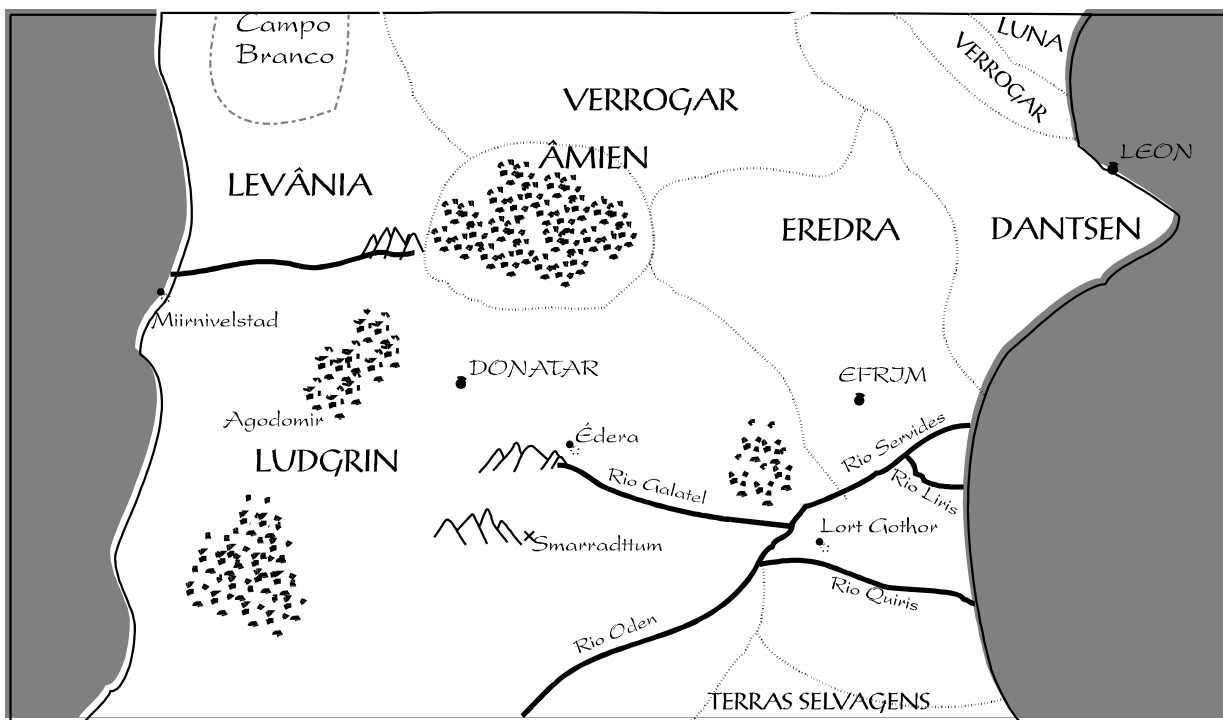 Campo
Branco
LUNA
VERROGAR
VERROGAR
ÂMIEN
LEON
LEVÂNIA
EREDRA
DANTSEN
Miirnivelstad
DONATAR
EFRIM
Agodomir
Édera
Rio Servides
LUDGRIN
Rio Galatel
Rio Liris
Lort Gothor
Smarradttum
Rio Quiris
Rio Oden
TERRAS SELVAGENS